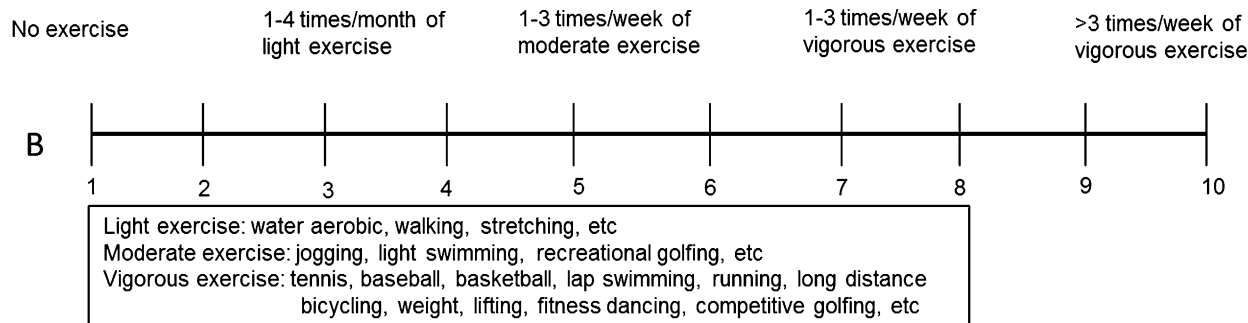 No exercise
1-4 times/month of
light exercise
1-3 times/week of
moderate exercise
1-3 times/week of
vigorous exercise
>3 times/week of
vigorous exercise
B
1 2 3 4 5 6 7 8 9 10
Light exercise: water aerobic, walking, stretching, etc
Moderate exercise: jogging, light swimming, recreational golfing, etc
Vigorous exercise: tennis, baseball, basketball, lap swimming, running, long distance
bicycling, weight, lifting, fitness dancing, competitive golfing, etc